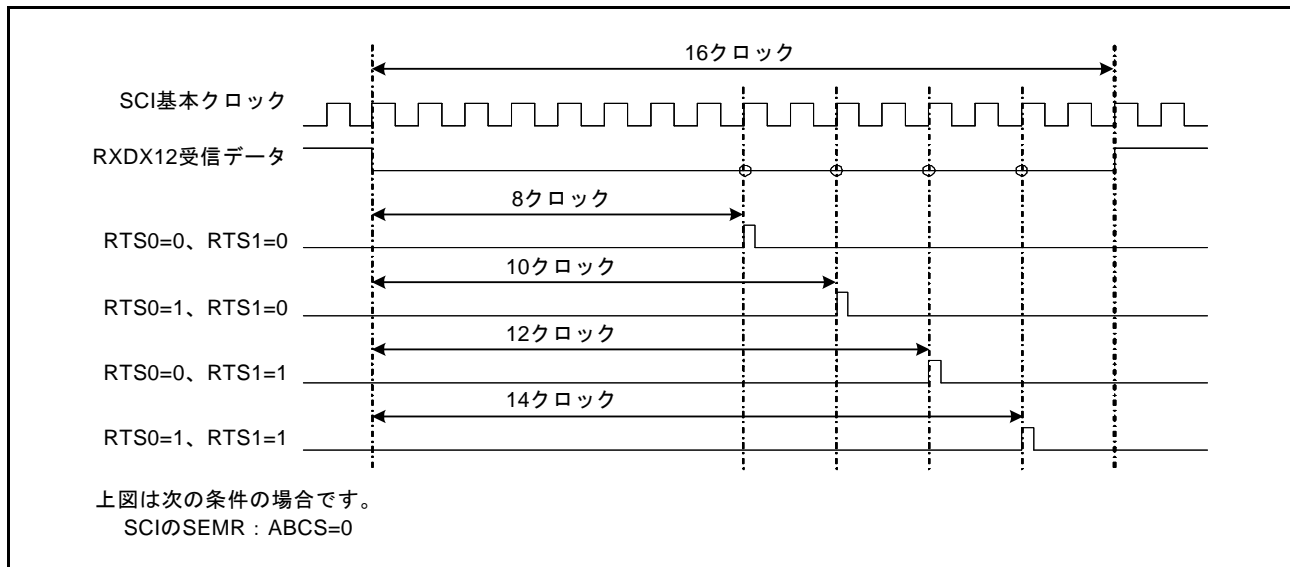 16クロック
SCI基本クロック
RXDX12受信データ
8クロック
RTS0=0、RTS1=0
10クロック
RTS0=1、RTS1=0
12クロック
RTS0=0、RTS1=1
14クロック
RTS0=1、RTS1=1
上図は次の条件の場合です。
SCIのSEMR：ABCS=0